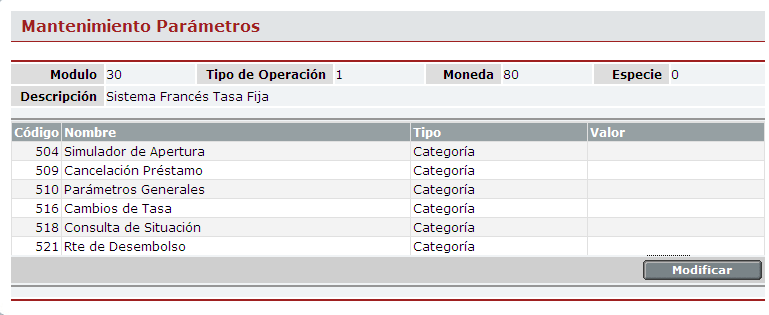 Mantenimiento Parámetros
Modulo 30 Tipo de Operación 1 Moneda 80 Especie 0
Descripción Sistema Francés Tasa Fija
Código Nombre Tipo Valor
504 Simulador de Apertura Categoría
509 Cancelación Préstamo Categoría
510 Parámetros Generales Categoría
516 Cambios de Tasa Categoría
518 Consulta de Situación Categoría
521 Rte de Desembolso Categoría
Modificar